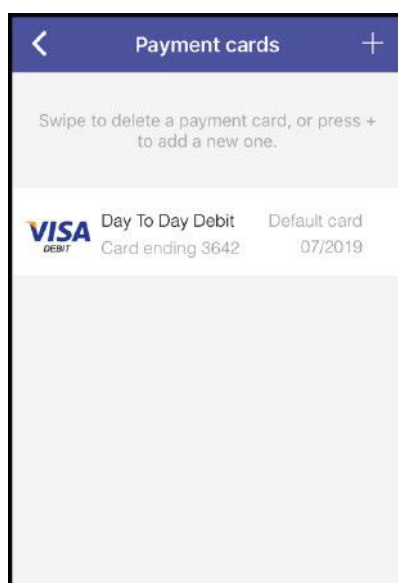 Payment cards
Swipe to delete a payment card, or press +
to add a new one.
VISA
DEBIT
Day To Day Debit
Default card
Card ending 3642
07/2019